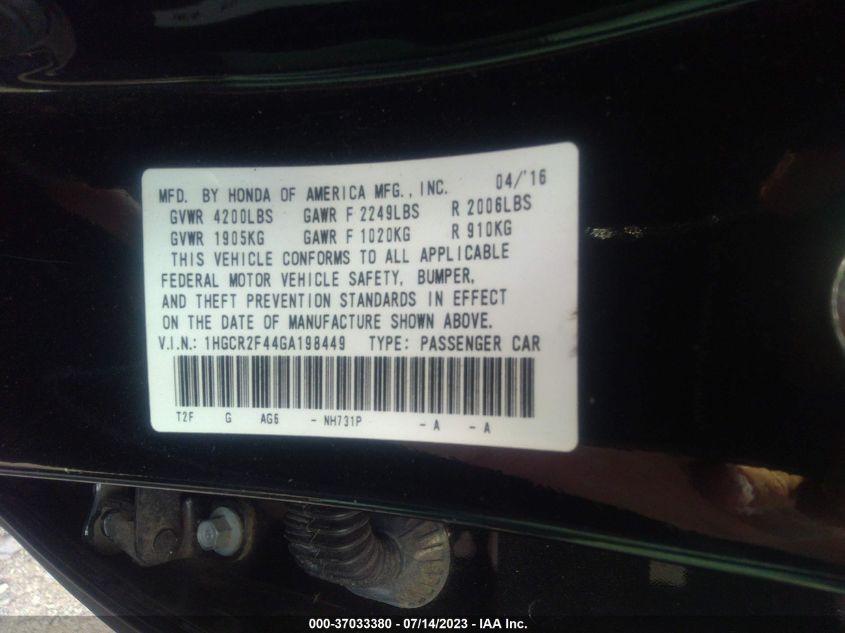 MFD. BY HONDA OF AMERICA MFG., INC. 04/'16
GVWR 4200LBS GAWR F 2249LBS R 2006LBS
GVWR 1905KG GAWR F 1020KG R 910KG
THIS VEHICLE CONFORMS TO ALL APPLICABLE
FEDERAL MOTOR VEHICLE SAFETY, BUMPER,
AND THEFT PREVENTION STANDARDS IN EFFECT
ON THE DATE OF MANUFACTURE SHOWN ABOVE.
V.I.N.: 1HGCR2F44GA198449 TYPE: PASSENGER CAR
T2F G AG6 - NH731P - A - A
000-37033380 - 07/14/2023 - IAA Inc.